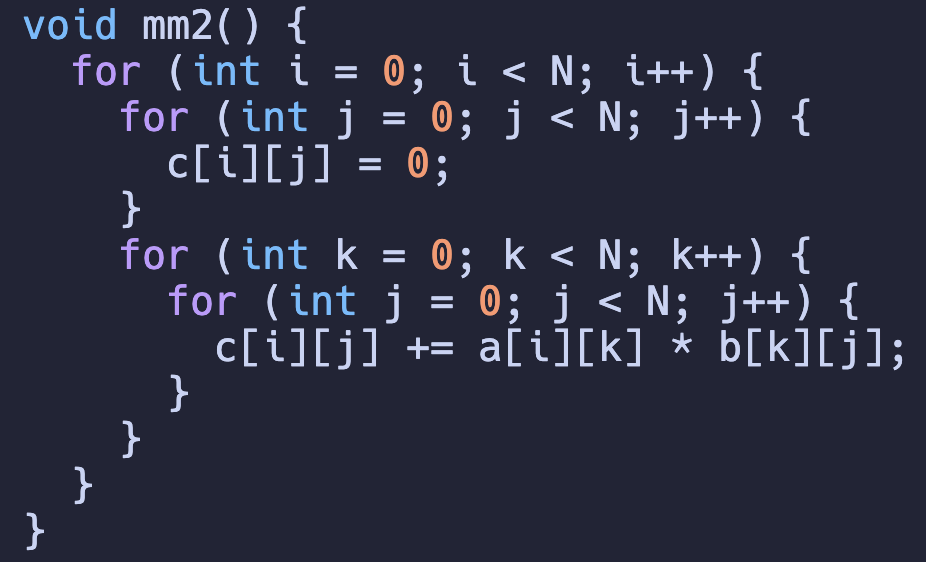 void mm2() {
  for (int i = 0; i < N; i++) {
    for (int j = 0; j < N; j++) {
      c[i][j] = 0;
    }
    for (int k = 0; k < N; k++) {
      for (int j = 0; j < N; j++) {
        c[i][j] += a[i][k] * b[k][j];
      }
    }
  }
}